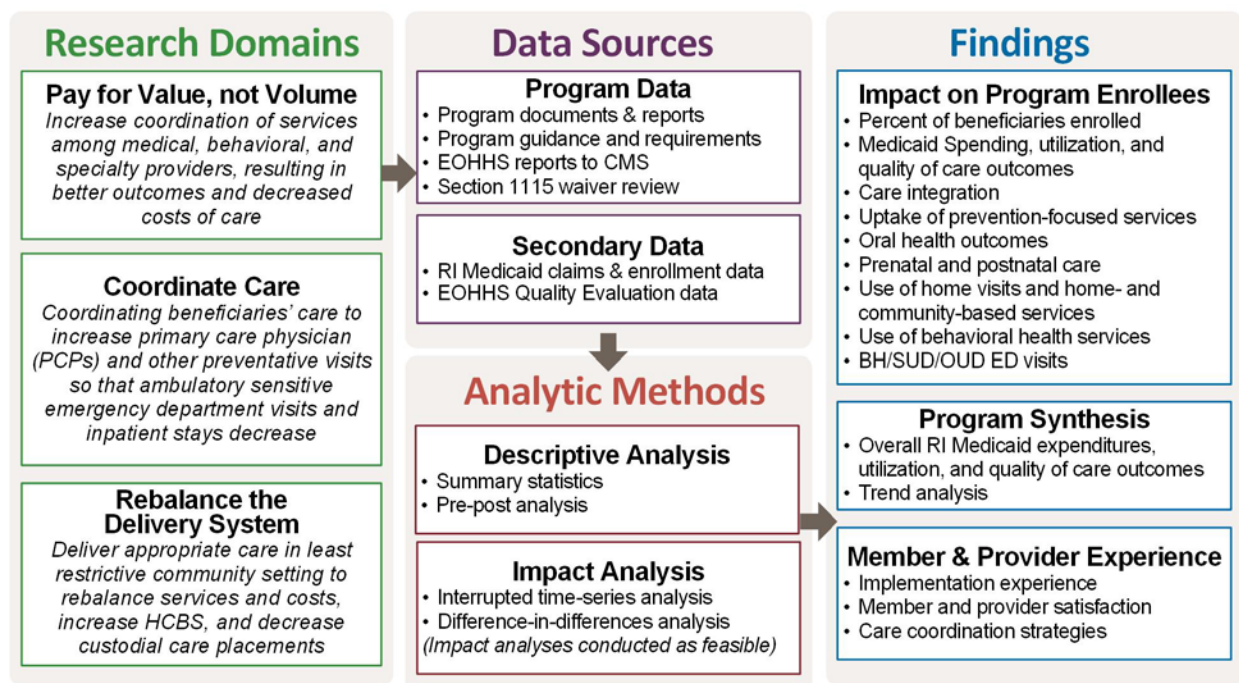 Research Domains
Pay for Value, not Volume
Increase coordination of services
among medical, behavioral, and
specialty providers, resulting in
better outcomes and decreased
costs of care
Coordinate Care
Coordinating beneficiaries' care to
increase primary care physician
(PCPs) and other preventative visits
so that ambulatory sensitive
emergency department visits and
inpatient stays decrease
Rebalance the
Delivery System
Deliver appropriate care in least
restrictive community setting to
rebalance services and costs,
increase HCBS, and decrease
custodial care placements
Data Sources
Program Data
• Program documents & reports
• Program guidance and requirements
• EOHHS reports to CMS
• Section 1115 waiver review
Secondary Data
• RI Medicaid claims & enrollment data
• EOHHS Quality Evaluation data
Analytic Methods
Descriptive Analysis
• Summary statistics
• Pre-post analysis
Impact Analysis
• Interrupted time-series analysis
• Difference-in-differences analysis
(Impact analyses conducted as feasible)
Findings
Impact on Program Enrollees
• Percent of beneficiaries enrolled
• Medicaid Spending, utilization, and
quality of care outcomes
• Care integration
• Uptake of prevention-focused services
• Oral health outcomes
• Prenatal and postnatal care
• Use of home visits and home- and
community-based services
• Use of behavioral health services
• BH/SUD/OUD ED visits
Program Synthesis
• Overall RI Medicaid expenditures,
utilization, and quality of care outcomes
• Trend analysis
Member & Provider Experience
• Implementation experience
• Member and provider satisfaction
• Care coordination strategies